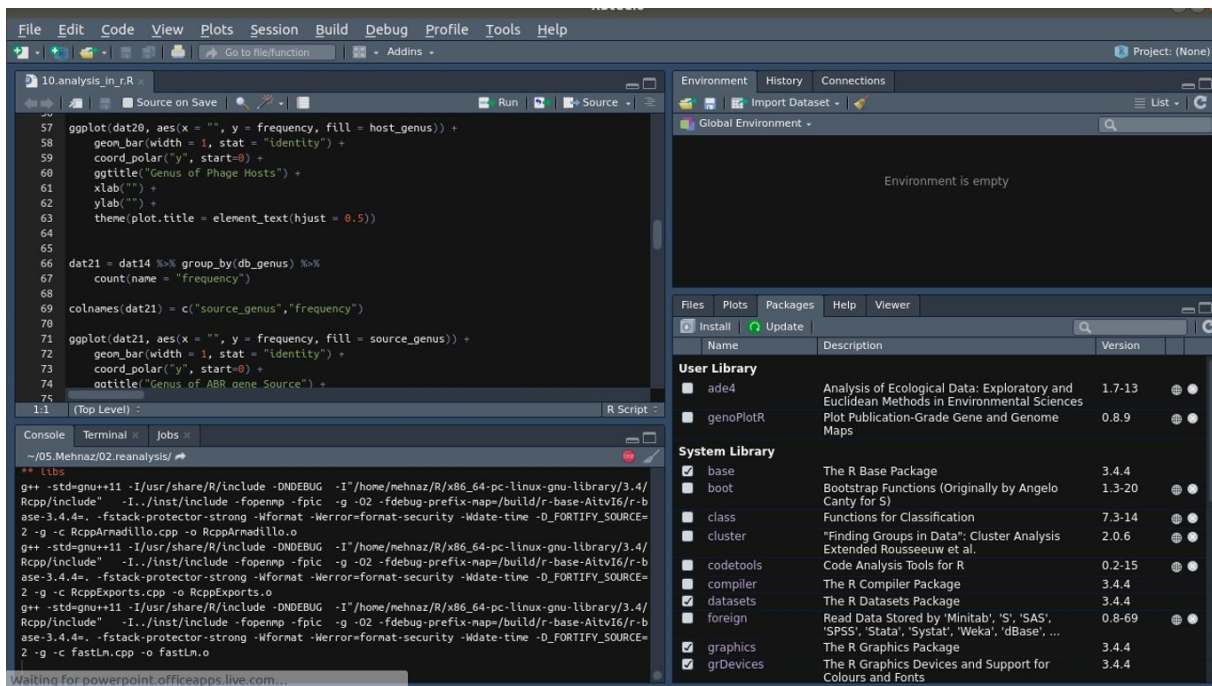 File Edit Code View Plots Session Build Debug Profile Tools Help
Go to file/function Addins Project: (None)
10.analysis_in_r.R
Source on Save Run Source
57 ggplot(dat20, aes(x = "", y = frequency, fill = host_genus)) +
58 geom_bar(width = 1, stat = "identity") +
59 coord_polar("y", start=0) +
60 ggtitle("Genus of Phage Hosts") +
61 xlab("") +
62 ylab("") +
63 theme(plot.title = element_text(hjust = 0.5))
64
65
66 dat21 = dat14 %>% group_by(db_genus) %>%
67 count(name = "frequency")
68
69 colnames(dat21) = c("source_genus","frequency")
70
71 ggplot(dat21, aes(x = "", y = frequency, fill = source_genus)) +
72 geom_bar(width = 1, stat = "identity") +
73 coord_polar("y", start=0) +
74 ggtitle("Genus of ABR gene Source") +
75
1:1 (Top Level) R Script
Console Terminal Jobs
~/05.Mehnaz/02.reanalysis/
** libs
g++ -std=gnu++11 -I/usr/share/R/include -DNDEBUG -I"/home/mehnaz/R/x86_64-pc-linux-gnu-library/3.4/
Rcpp/include" -I../inst/include -fopenmp -fpic -g -O2 -fdebug-prefix-map=/build/r-base-AitvI6/r-b
ase-3.4.4=. -fstack-protector-strong -Wformat -Werror=format-security -Wdate-time -D_FORTIFY_SOURCE=
2 -g -c RcppArmadillo.cpp -o RcppArmadillo.o
g++ -std=gnu++11 -I/usr/share/R/include -DNDEBUG -I"/home/mehnaz/R/x86_64-pc-linux-gnu-library/3.4/
Rcpp/include" -I../inst/include -fopenmp -fpic -g -O2 -fdebug-prefix-map=/build/r-base-AitvI6/r-b
ase-3.4.4=. -fstack-protector-strong -Wformat -Werror=format-security -Wdate-time -D_FORTIFY_SOURCE=
2 -g -c RcppExports.cpp -o RcppExports.o
g++ -std=gnu++11 -I/usr/share/R/include -DNDEBUG -I"/home/mehnaz/R/x86_64-pc-linux-gnu-library/3.4/
Rcpp/include" -I../inst/include -fopenmp -fpic -g -O2 -fdebug-prefix-map=/build/r-base-AitvI6/r-b
ase-3.4.4=. -fstack-protector-strong -Wformat -Werror=format-security -Wdate-time -D_FORTIFY_SOURCE=
2 -g -c fastLm.cpp -o fastLm.o
Waiting for powerpoint.officeapps.live.com...
Environment History Connections
Import Dataset List
Global Environment
Environment is empty
Files Plots Packages Help Viewer
Install Update
Name Description Version
User Library
ade4 Analysis of Ecological Data: Exploratory and 1.7-13
Euclidean Methods in Environmental Sciences
genoPlotR Plot Publication-Grade Gene and Genome 0.8.9
Maps
System Library
base The R Base Package 3.4.4
boot Bootstrap Functions (Originally by Angelo 1.3-20
Canty for S)
class Functions for Classification 7.3-14
cluster "Finding Groups in Data": Cluster Analysis 2.0.6
Extended Rousseeuw et al.
codetools Code Analysis Tools for R 0.2-15
compiler The R Compiler Package 3.4.4
datasets The R Datasets Package 3.4.4
foreign Read Data Stored by 'Minitab', 'S', 'SAS', 0.8-69
'SPSS', 'Stata', 'Systat', 'Weka', 'dBase', ...
graphics The R Graphics Package 3.4.4
grDevices The R Graphics Devices and Support for 3.4.4
Colours and Fonts